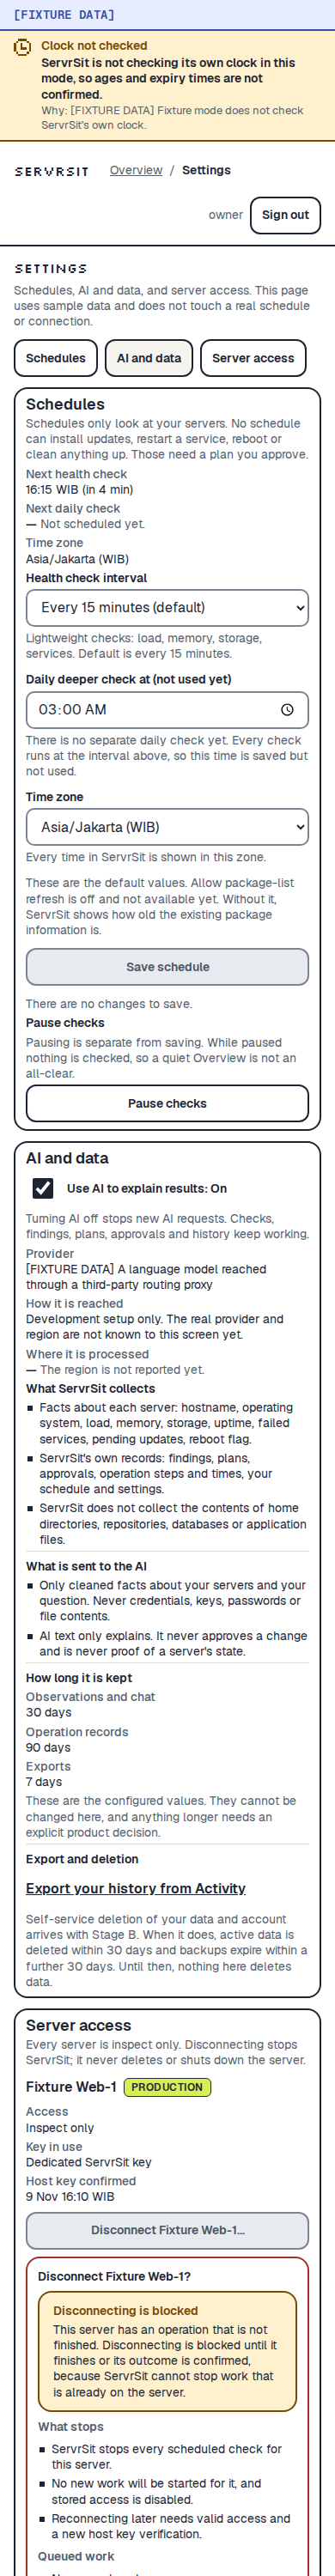 [FIXTURE DATA]
Clock not checked
ServrSit is not checking its own clock in this
mode, so ages and expiry times are not
confirmed.
Why: [FIXTURE DATA] Fixture mode does not check
ServrSit's own clock.
SERVRSIT
Overview / Settings
owner
Sign out
SETTINGS
Schedules, AI and data, and server access. This page
uses sample data and does not touch a real schedule
or connection.
Schedules
AI and data
Server access
Schedules
Schedules only look at your servers. No schedule
can install updates, restart a service, reboot or
clean anything up. Those need a plan you approve.
Next health check
16:15 WIB (in 4 min)
Next daily check
— Not scheduled yet.
Time zone
Asia/Jakarta (WIB)
Health check interval
Every 15 minutes (default)
Lightweight checks: load, memory, storage,
services. Default is every 15 minutes.
Daily deeper check at (not used yet)
03:00 AM
There is no separate daily check yet. Every check
runs at the interval above, so this time is saved but
not used.
Time zone
Asia/Jakarta (WIB)
Every time in ServrSit is shown in this zone.
These are the default values. Allow package-list
refresh is off and not available yet. Without it,
ServrSit shows how old the existing package
information is.
Save schedule
There are no changes to save.
Pause checks
Pausing is separate from saving. While paused
nothing is checked, so a quiet Overview is not an
all-clear.
Pause checks
AI and data
Use AI to explain results: On
Turning AI off stops new AI requests. Checks,
findings, plans, approvals and history keep working.
Provider
[FIXTURE DATA] A language model reached
through a third-party routing proxy
How it is reached
Development setup only. The real provider and
region are not known to this screen yet.
Where it is processed
— The region is not reported yet.
What ServrSit collects
▪ Facts about each server: hostname, operating
system, load, memory, storage, uptime, failed
services, pending updates, reboot flag.
▪ ServrSit's own records: findings, plans,
approvals, operation steps and times, your
schedule and settings.
▪ ServrSit does not collect the contents of home
directories, repositories, databases or application
files.
What is sent to the AI
▪ Only cleaned facts about your servers and your
question. Never credentials, keys, passwords or
file contents.
▪ AI text only explains. It never approves a change
and is never proof of a server's state.
How long it is kept
Observations and chat
30 days
Operation records
90 days
Exports
7 days
These are the configured values. They cannot be
changed here, and anything longer needs an
explicit product decision.
Export and deletion
Export your history from Activity
Self-service deletion of your data and account
arrives with Stage B. When it does, active data is
deleted within 30 days and backups expire within a
further 30 days. Until then, nothing here deletes
data.
Server access
Every server is inspect only. Disconnecting stops
ServrSit; it never deletes or shuts down the server.
Fixture Web-1 PRODUCTION
Access
Inspect only
Key in use
Dedicated ServrSit key
Host key confirmed
9 Nov 16:10 WIB
Disconnect Fixture Web-1...
Disconnect Fixture Web-1?
Disconnecting is blocked
This server has an operation that is not
finished. Disconnecting is blocked until it
finishes or its outcome is confirmed,
because ServrSit cannot stop work that
is already on the server.
What stops
▪ ServrSit stops every scheduled check for
this server.
▪ No new work will be started for it, and
stored access is disabled.
▪ Reconnecting later needs valid access and
a new host key verification.
Queued work